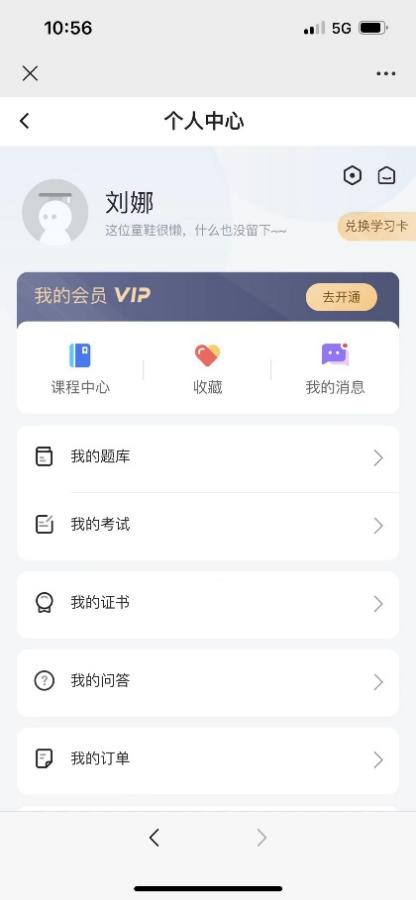 10:56
5G
个人中心
刘娜
这位童鞋很懒，什么也没留下~~
兑换学习卡
我的会员 VIP
去开通
课程中心
收藏
我的消息
我的题库
我的考试
我的证书
我的问答
我的订单